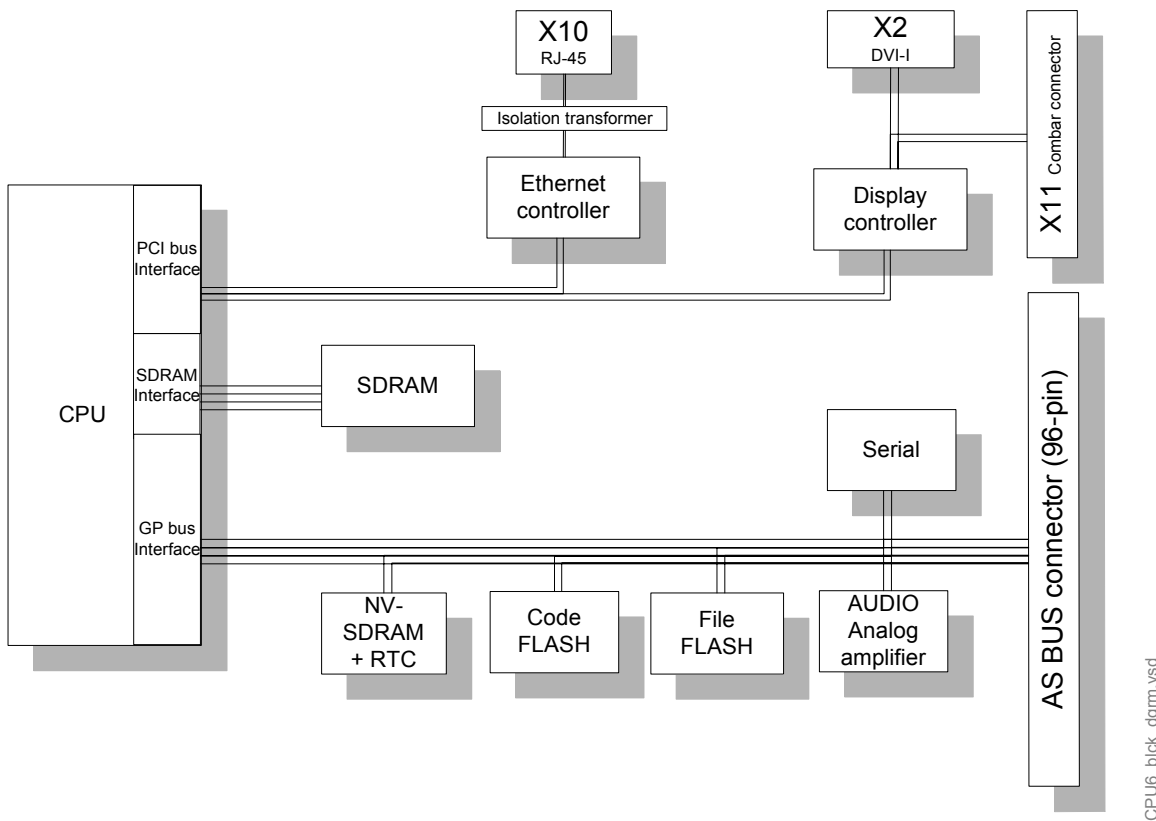 X10
RJ-45
X2
DVI-I
X11 Combar connector
Isolation transformer
Ethernet
controller
Display
controller
PCI bus
Interface
SDRAM
Interface
SDRAM
CPU
AS BUS connector (96-pin)
Serial
GP bus
Interface
NV-
SDRAM
+ RTC
Code
FLASH
File
FLASH
AUDIO
Analog
amplifier
CPU6_blck_dgrm.vsd